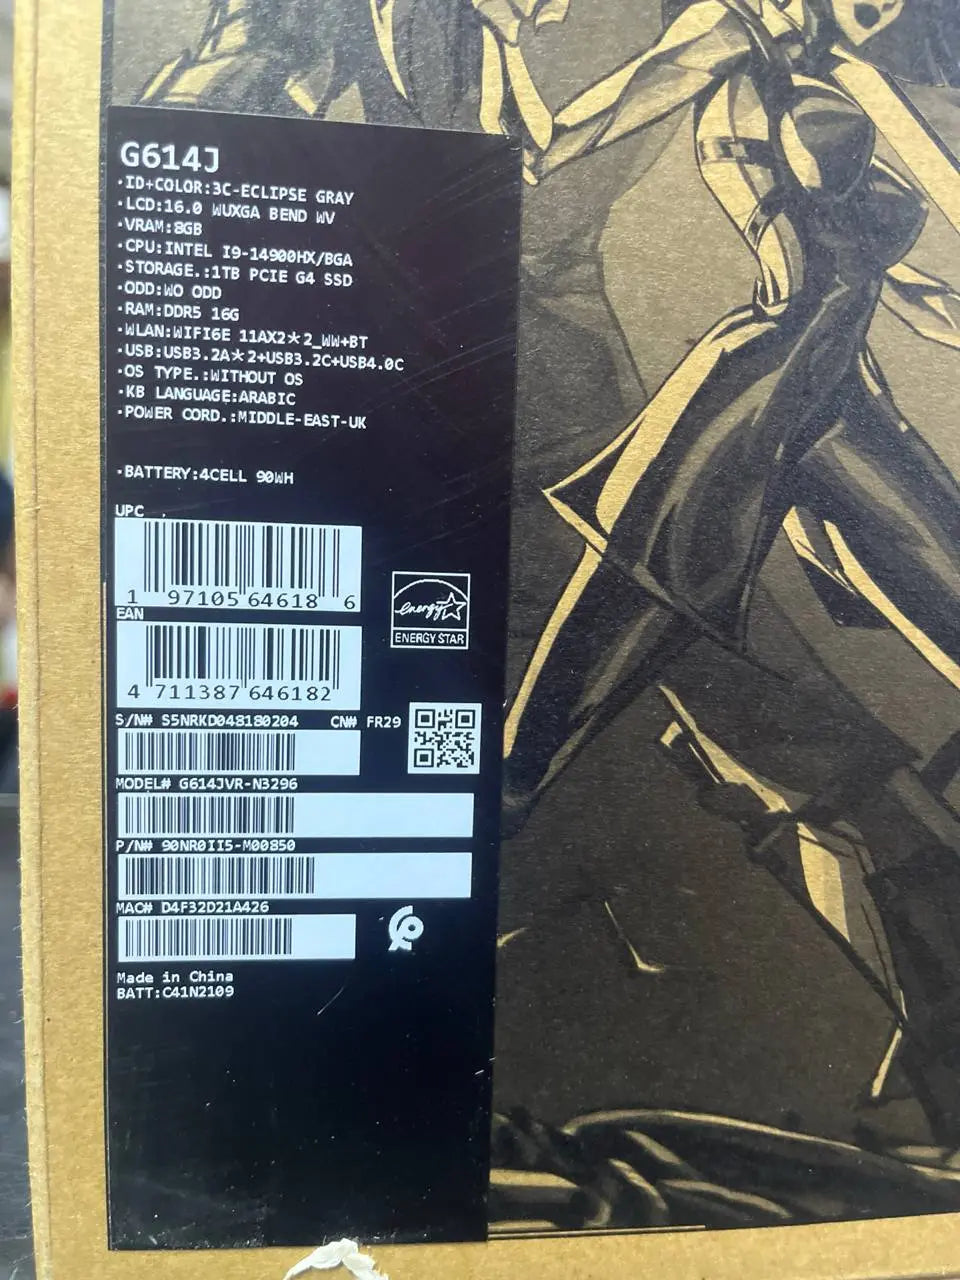 G614J
·ID+COLOR:3C-ECLIPSE GRAY
·LCD:16.0 WUXGA BEND WV
·VRAM:8GB
·CPU:INTEL I9-14900HX/BGA
·STORAGE.:1TB PCIE G4 SSD
·ODD:WO ODD
·RAM:DDR5 16G
·WLAN:WIFI6E 11AX2*2_WW+BT
·USB:USB3.2A*2+USB3.2C+USB4.0C
·OS TYPE.:WITHOUT OS
·KB LANGUAGE:ARABIC
·POWER CORD.:MIDDLE-EAST-UK
·BATTERY:4CELL 90WH
UPC
1 97105 64618 6
EAN
4 711387 646182
energy
ENERGY STAR
S/N# S5NRKD048180204 CN# FR29
MODEL# G614JVR-N3296
P/N# 90NR0II5-M00850
MAC# D4F32D21A426
Made in China
BATT:C41N2109